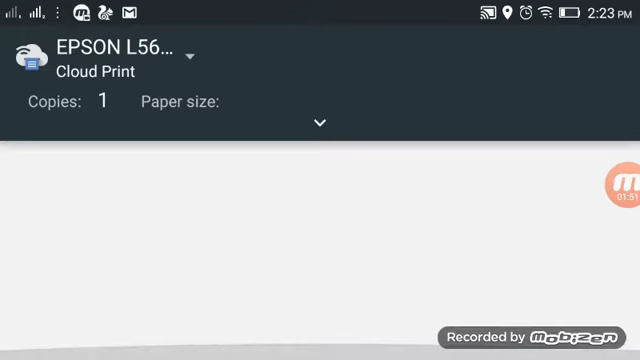 2:23 PM
EPSON L56...
Cloud Print
Copies: 1 Paper size:
01:51
Recorded by mobizen